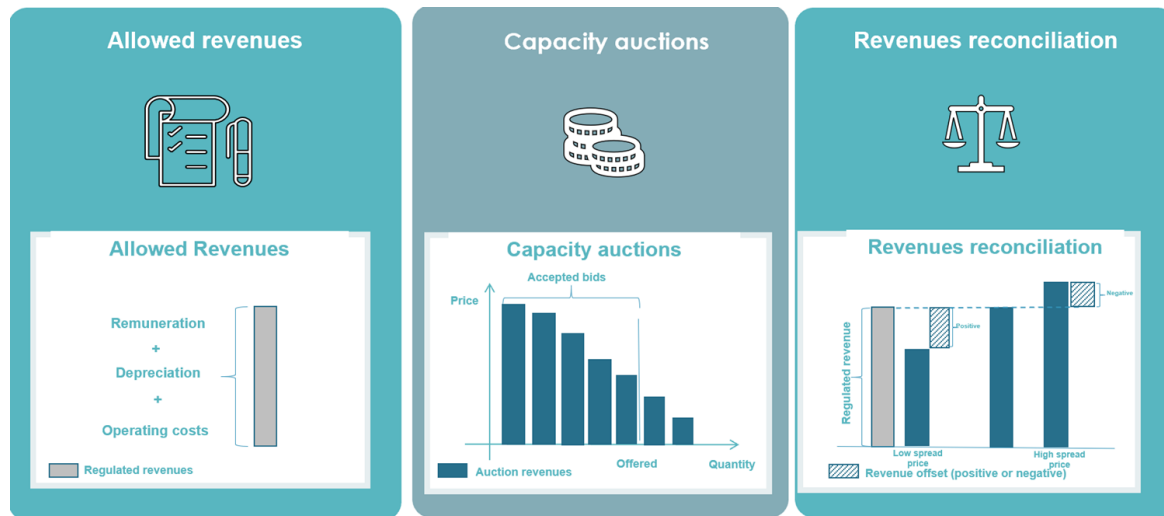 Allowed revenues
Allowed Revenues
Remuneration
+
Depreciation
+
Operating costs
Regulated revenues
Capacity auctions
Capacity auctions
Accepted bids
Price
Offered
Quantity
Auction revenues
Revenues reconciliation
Revenues reconciliation
Negative
Positive
Regulated revenue
Low spread
price
High spread
price
Revenue offset (positive or negative)